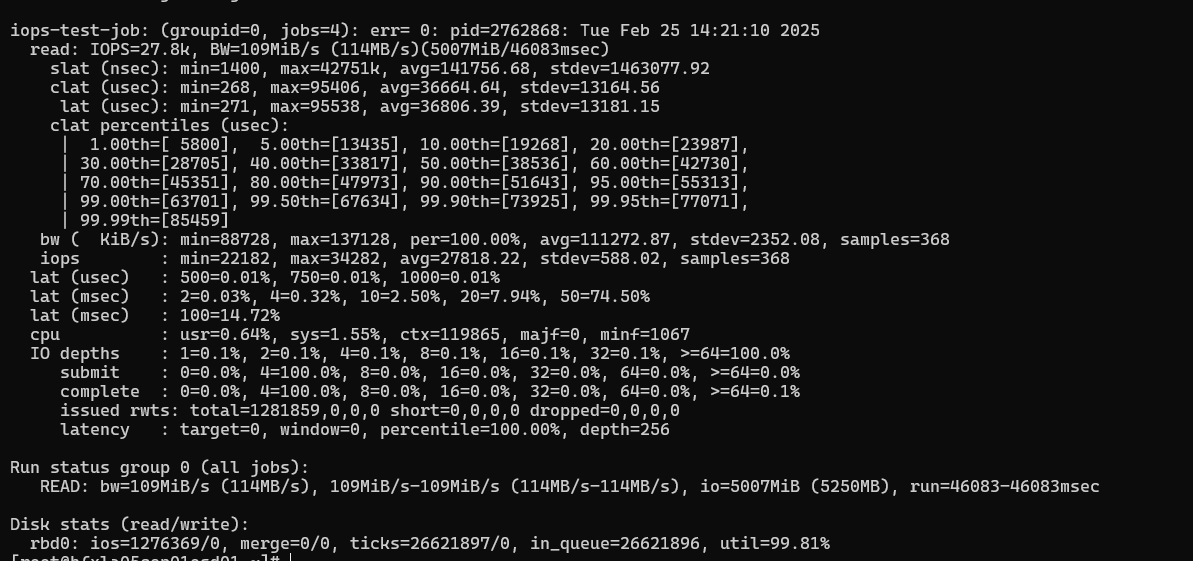 iops-test-job: (groupid=0, jobs=4): err= 0: pid=2762868: Tue Feb 25 14:21:10 2025
  read: IOPS=27.8k, BW=109MiB/s (114MB/s)(5007MiB/46083msec)
    slat (nsec): min=1400, max=42751k, avg=141756.68, stdev=1463077.92
    clat (usec): min=268, max=95406, avg=36664.64, stdev=13164.56
     lat (usec): min=271, max=95538, avg=36806.39, stdev=13181.15
    clat percentiles (usec):
     |  1.00th=[ 5800],  5.00th=[13435], 10.00th=[19268], 20.00th=[23987],
     | 30.00th=[28705], 40.00th=[33817], 50.00th=[38536], 60.00th=[42730],
     | 70.00th=[45351], 80.00th=[47973], 90.00th=[51643], 95.00th=[55313],
     | 99.00th=[63701], 99.50th=[67634], 99.90th=[73925], 99.95th=[77071],
     | 99.99th=[85459]
   bw (  KiB/s): min=88728, max=137128, per=100.00%, avg=111272.87, stdev=2352.08, samples=368
   iops        : min=22182, max=34282, avg=27818.22, stdev=588.02, samples=368
  lat (usec)   : 500=0.01%, 750=0.01%, 1000=0.01%
  lat (msec)   : 2=0.03%, 4=0.32%, 10=2.50%, 20=7.94%, 50=74.50%
  lat (msec)   : 100=14.72%
  cpu          : usr=0.64%, sys=1.55%, ctx=119865, majf=0, minf=1067
  IO depths    : 1=0.1%, 2=0.1%, 4=0.1%, 8=0.1%, 16=0.1%, 32=0.1%, >=64=100.0%
     submit    : 0=0.0%, 4=100.0%, 8=0.0%, 16=0.0%, 32=0.0%, 64=0.0%, >=64=0.0%
     complete  : 0=0.0%, 4=100.0%, 8=0.0%, 16=0.0%, 32=0.0%, 64=0.0%, >=64=0.1%
     issued rwts: total=1281859,0,0,0 short=0,0,0,0 dropped=0,0,0,0
     latency   : target=0, window=0, percentile=100.00%, depth=256

Run status group 0 (all jobs):
   READ: bw=109MiB/s (114MB/s), 109MiB/s-109MiB/s (114MB/s-114MB/s), io=5007MiB (5250MB), run=46083-46083msec

Disk stats (read/write):
  rbd0: ios=1276369/0, merge=0/0, ticks=26621897/0, in_queue=26621896, util=99.81%